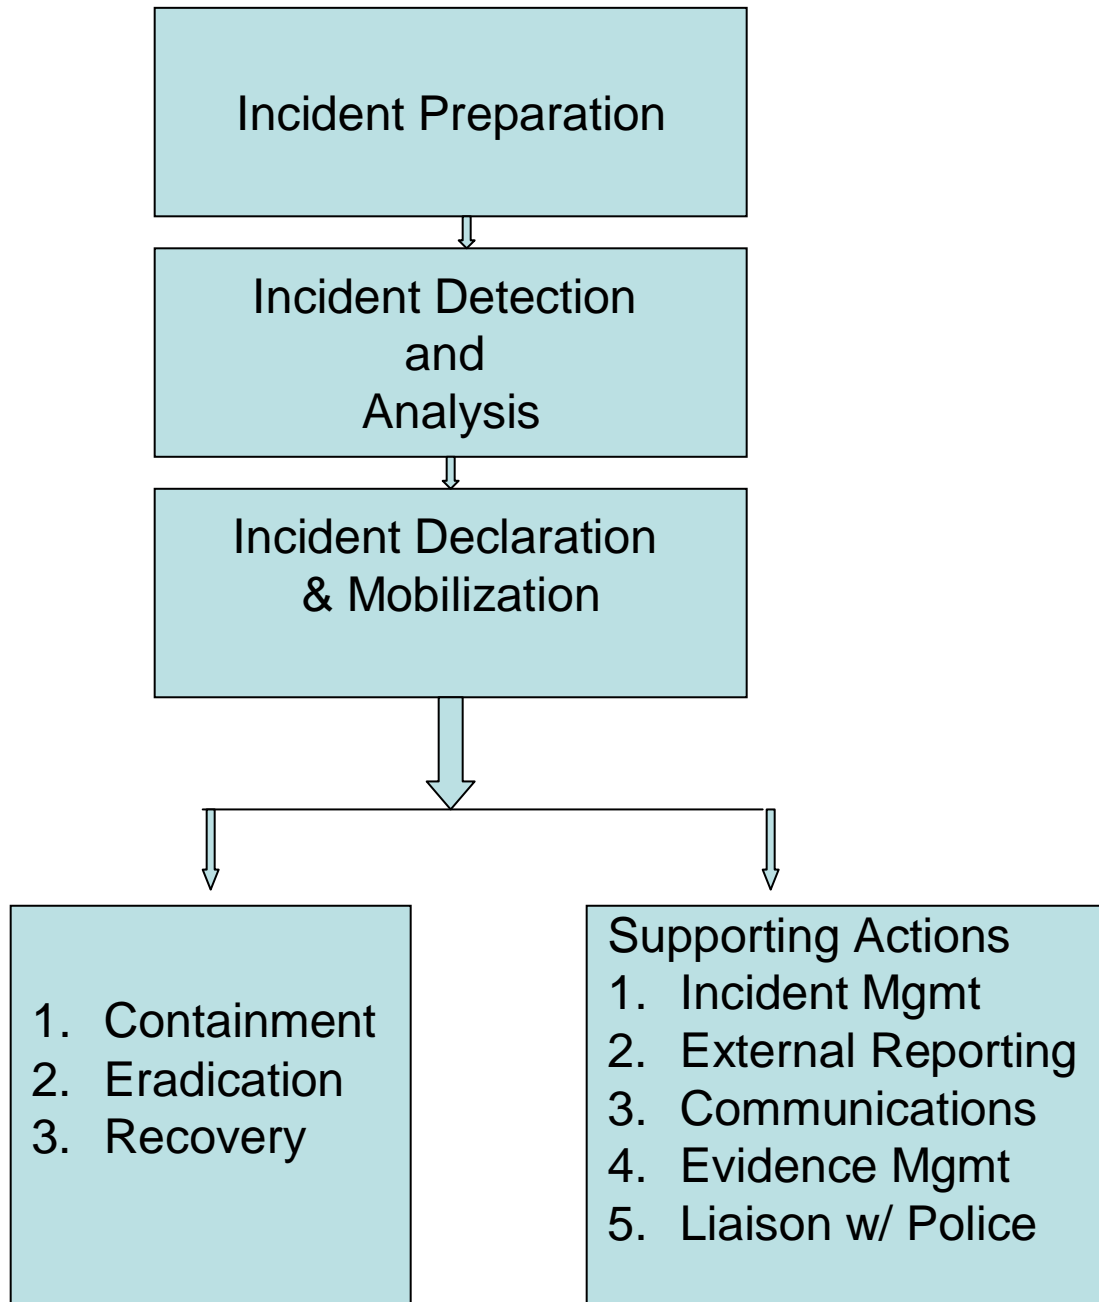 Incident Preparation
Incident Detection
and
Analysis
Incident Declaration
& Mobilization
1. Containment
2. Eradication
3. Recovery
Supporting Actions
1. Incident Mgmt
2. External Reporting
3. Communications
4. Evidence Mgmt
5. Liaison w/ Police